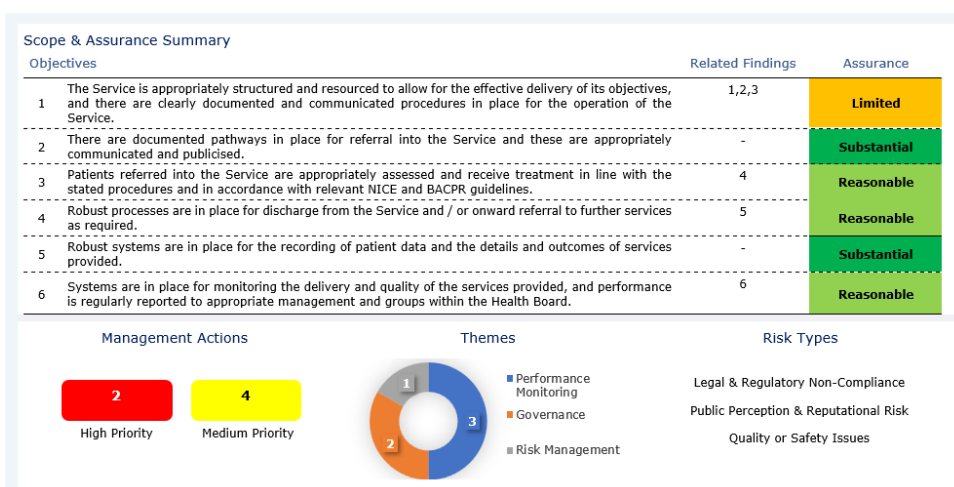 Scope & Assurance Summary
Objectives Related Findings Assurance
1 The Service is appropriately structured and resourced to allow for the effective delivery of its objectives, 1,2,3 Limited
and there are clearly documented and communicated procedures in place for the operation of the
Service.
2 There are documented pathways in place for referral into the Service and these are appropriately - Substantial
communicated and publicised.
3 Patients referred into the Service are appropriately assessed and receive treatment in line with the 4 Reasonable
stated procedures and in accordance with relevant NICE and BACPR guidelines.
4 Robust processes are in place for discharge from the Service and / or onward referral to further services 5 Reasonable
as required.
5 Robust systems are in place for the recording of patient data and the details and outcomes of services - Substantial
provided.
6 Systems are in place for monitoring the delivery and quality of the services provided, and performance 6 Reasonable
is regularly reported to appropriate management and groups within the Health Board.
Management Actions
2
High Priority
4
Medium Priority
Themes
1
3
2
Performance
Monitoring
Governance
Risk Management
Risk Types
Legal & Regulatory Non-Compliance
Public Perception & Reputational Risk
Quality or Safety Issues